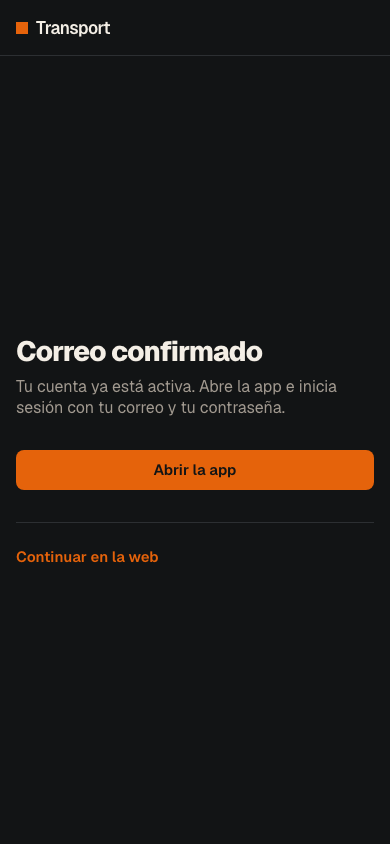 Transport
Correo confirmado
Tu cuenta ya está activa. Abre la app e inicia
sesión con tu correo y tu contraseña.
Abrir la app
Continuar en la web